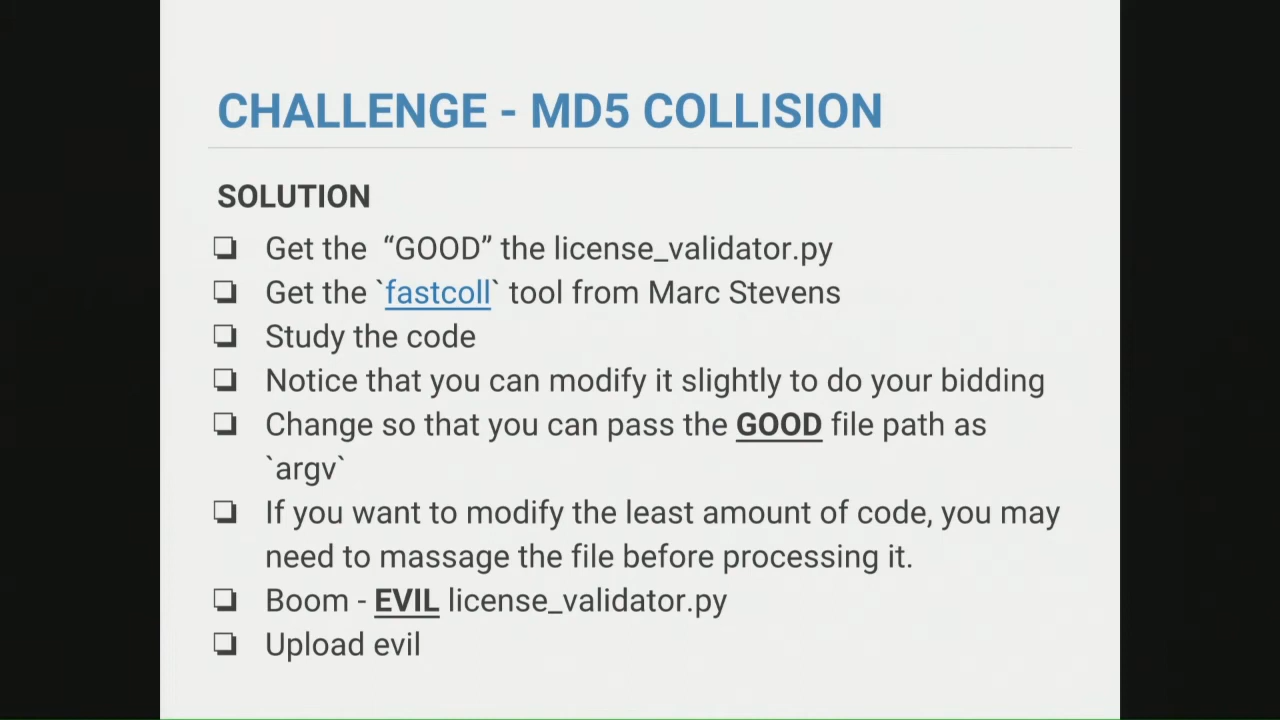 CHALLENGE - MD5 COLLISION
SOLUTION
❏ Get the “GOOD” the license_validator.py
❏ Get the `fastcoll` tool from Marc Stevens
❏ Study the code
❏ Notice that you can modify it slightly to do your bidding
❏ Change so that you can pass the GOOD file path as
`argv`
❏ If you want to modify the least amount of code, you may
need to massage the file before processing it.
❏ Boom - EVIL license_validator.py
❏ Upload evil